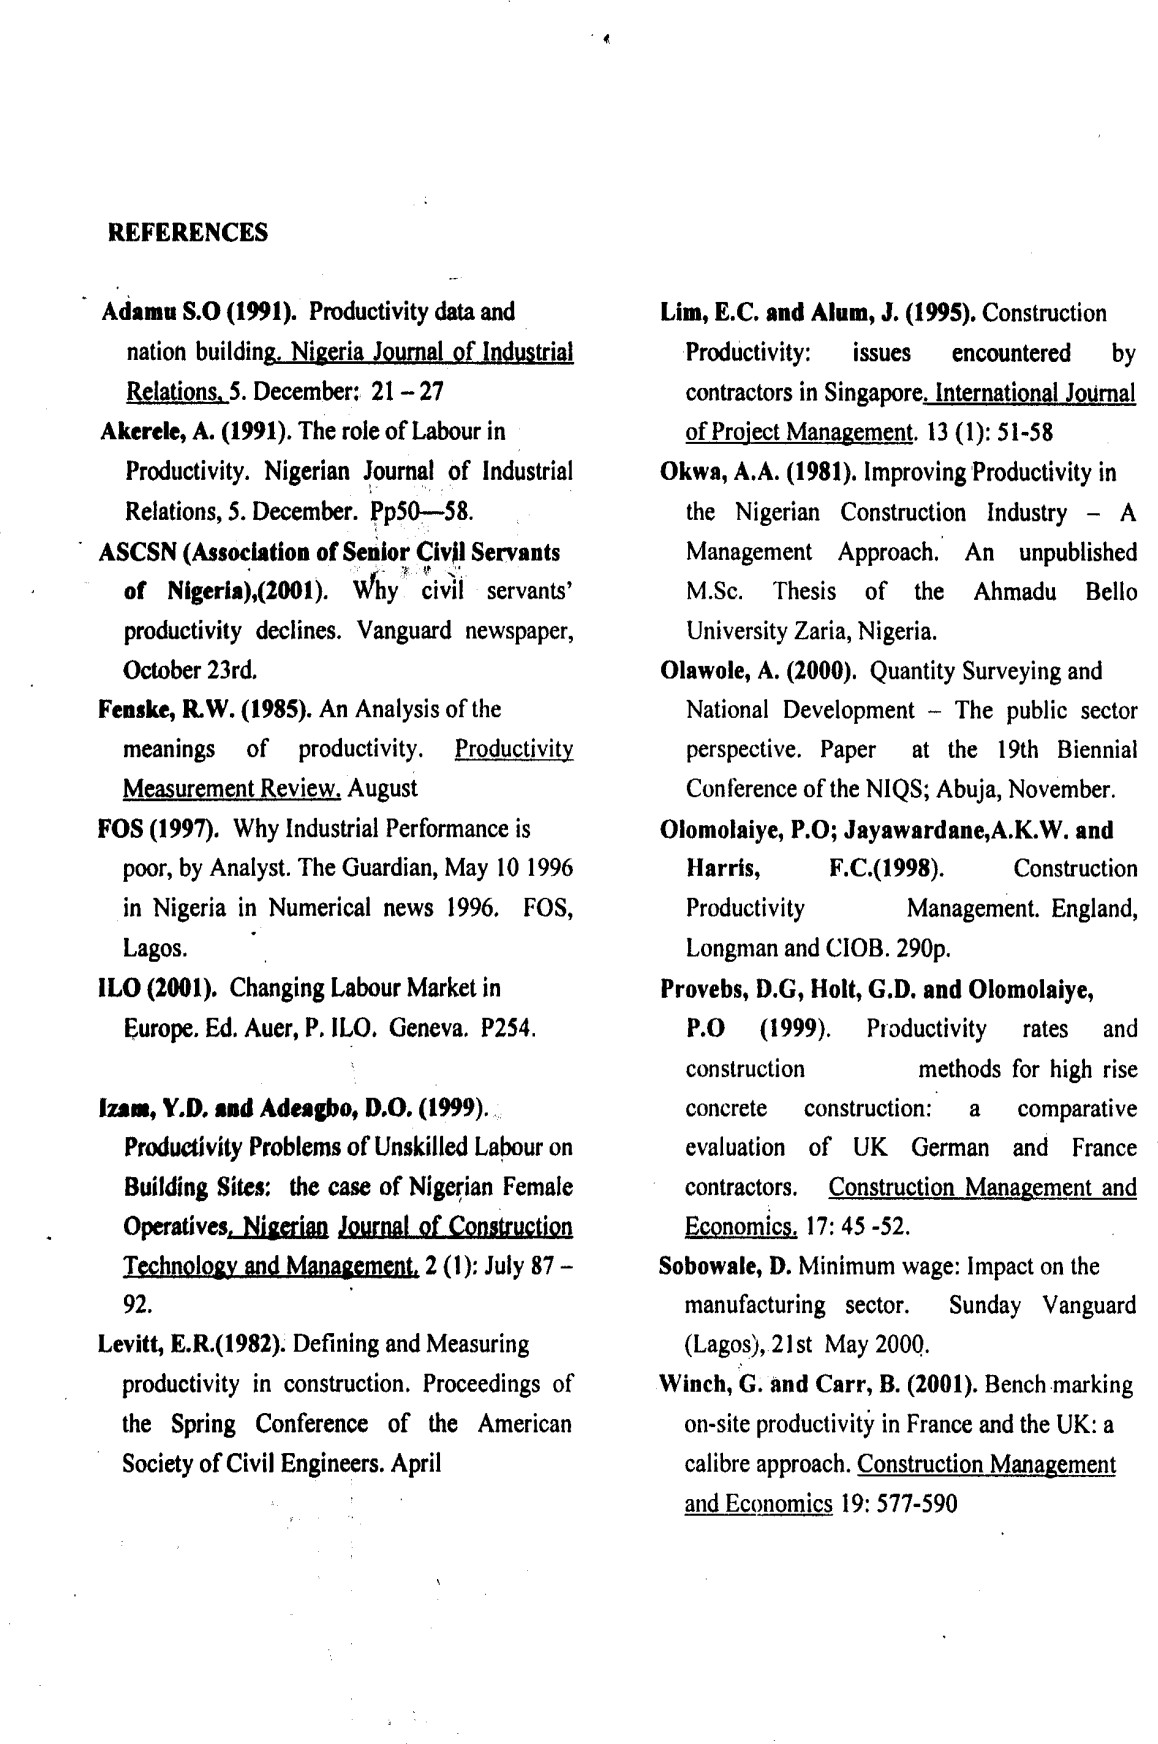 REFERENCES
Adamu S.O (1991). Productivity data and
nation building. Nigeria Journal of Industrial
Relations, 5. December: 21 – 27
Akerele, A. (1991). The role of Labour in
Productivity. Nigerian Journal of Industrial
Relations, 5. December. Pp50—58.
ASCSN (Association of Senior Civil Servants
of Nigeria),(2001). Why civil servants'
productivity declines. Vanguard newspaper,
October 23rd.
Fenske, R.W. (1985). An Analysis of the
meanings of productivity. Productivity
Measurement Review. August
FOS (1997). Why Industrial Performance is
poor, by Analyst. The Guardian, May 10 1996
in Nigeria in Numerical news 1996. FOS,
Lagos.
ILO (2001). Changing Labour Market in
Europe. Ed. Auer, P. ILO. Geneva. P254.
Izam, Y.D. and Adeagbo, D.O. (1999).
Productivity Problems of Unskilled Labour on
Building Sites: the case of Nigerian Female
Operatives. Nigerian Journal of Construction
Technology and Management. 2 (1): July 87 –
92.
Levitt, E.R.(1982). Defining and Measuring
productivity in construction. Proceedings of
the Spring Conference of the American
Society of Civil Engineers. April
Lim, E.C. and Alum, J. (1995). Construction
Productivity: issues encountered by
contractors in Singapore. International Journal
of Project Management. 13 (1): 51-58
Okwa, A.A. (1981). Improving Productivity in
the Nigerian Construction Industry – A
Management Approach. An unpublished
M.Sc. Thesis of the Ahmadu Bello
University Zaria, Nigeria.
Olawole, A. (2000). Quantity Surveying and
National Development – The public sector
perspective. Paper at the 19th Biennial
Conference of the NIQS; Abuja, November.
Olomolaiye, P.O; Jayawardane,A.K.W. and
Harris, F.C.(1998). Construction
Productivity Management. England,
Longman and CIOB. 290p.
Provebs, D.G, Holt, G.D. and Olomolaiye,
P.O (1999). Productivity rates and
construction methods for high rise
concrete construction: a comparative
evaluation of UK German and France
contractors. Construction Management and
Economics. 17: 45 -52.
Sobowale, D. Minimum wage: Impact on the
manufacturing sector. Sunday Vanguard
(Lagos), 21st May 2000.
Winch, G. and Carr, B. (2001). Bench marking
on-site productivity in France and the UK: a
calibre approach. Construction Management
and Economics 19: 577-590